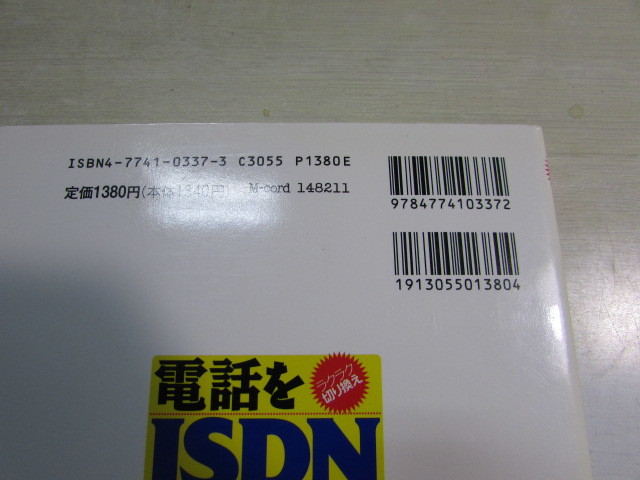 ISBN4-7741-0337-3 C3055 P1380E
定価1380円(本体1340円) M-cord 148211
9784774103372
1913055013804
電話を
ラクラク
切り換え
ISDN